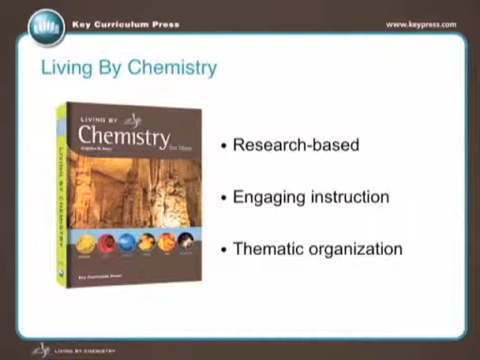 Key Curriculum Press
www.keypress.com
Living By Chemistry
LIVING BY
Chemistry
LIVING BY CHEMISTRY
Key Curriculum Press
• Research-based
• Engaging instruction
• Thematic organization
LIVING BY CHEMISTRY